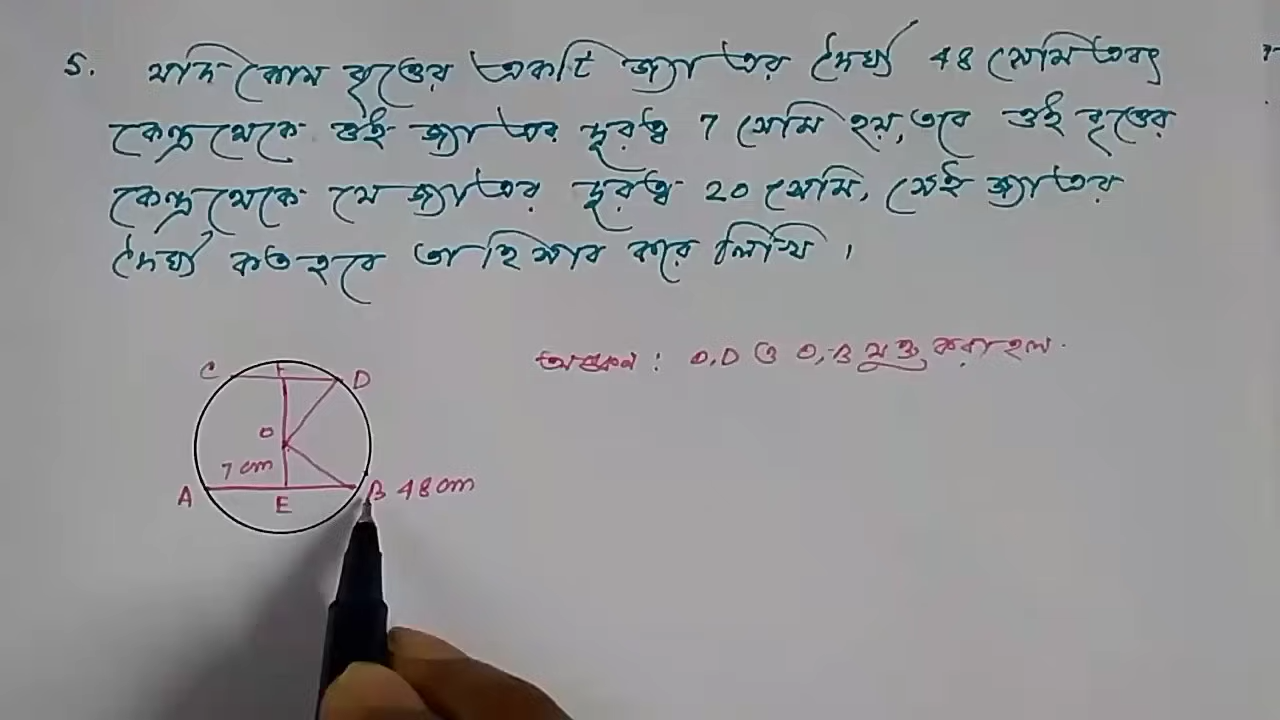 5. যদি কোন বৃত্তের একটি জ্যা এর দৈর্ঘ্য 48 সেমি এবং
কেন্দ্র থেকে ওই জ্যা এর দূরত্ব 7 সেমি হয়, তবে ওই বৃত্তের
কেন্দ্র থেকে যে জ্যা এর দূরত্ব 20 সেমি, সেই জ্যা এর
দৈর্ঘ্য কত হবে তা হিসাব করে লিখি ।
অঙ্কন : O,D ও O,B যুক্ত করা হল.
C F D
O
7 cm
A E B 48 cm